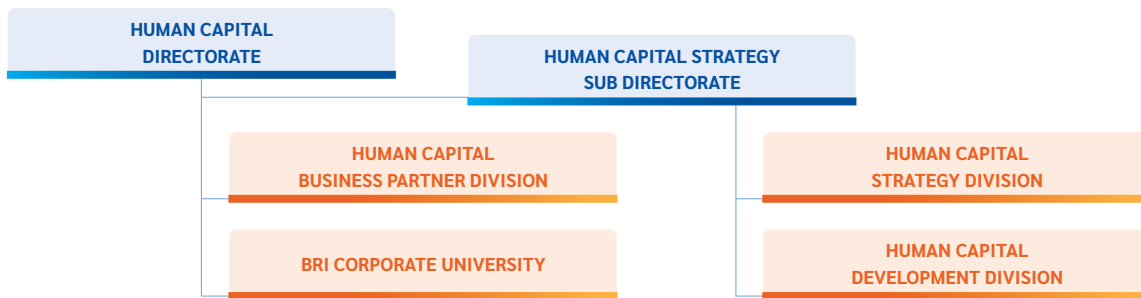 HUMAN CAPITAL
DIRECTORATE
HUMAN CAPITAL STRATEGY
SUB DIRECTORATE
HUMAN CAPITAL
BUSINESS PARTNER DIVISION
HUMAN CAPITAL
STRATEGY DIVISION
BRI CORPORATE UNIVERSITY
HUMAN CAPITAL
DEVELOPMENT DIVISION